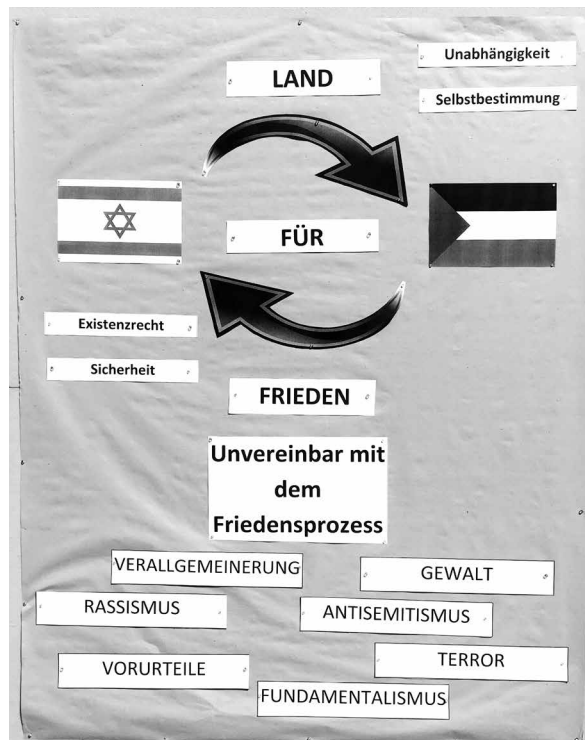 LAND
Unabhängigkeit
Selbstbestimmung
FÜR
Existenzrecht
Sicherheit
FRIEDEN
Unvereinbar mit
dem
Friedensprozess
VERALLGEMEINERUNG
GEWALT
RASSISMUS
ANTISEMITISMUS
VORURTEILE
TERROR
FUNDAMENTALISMUS